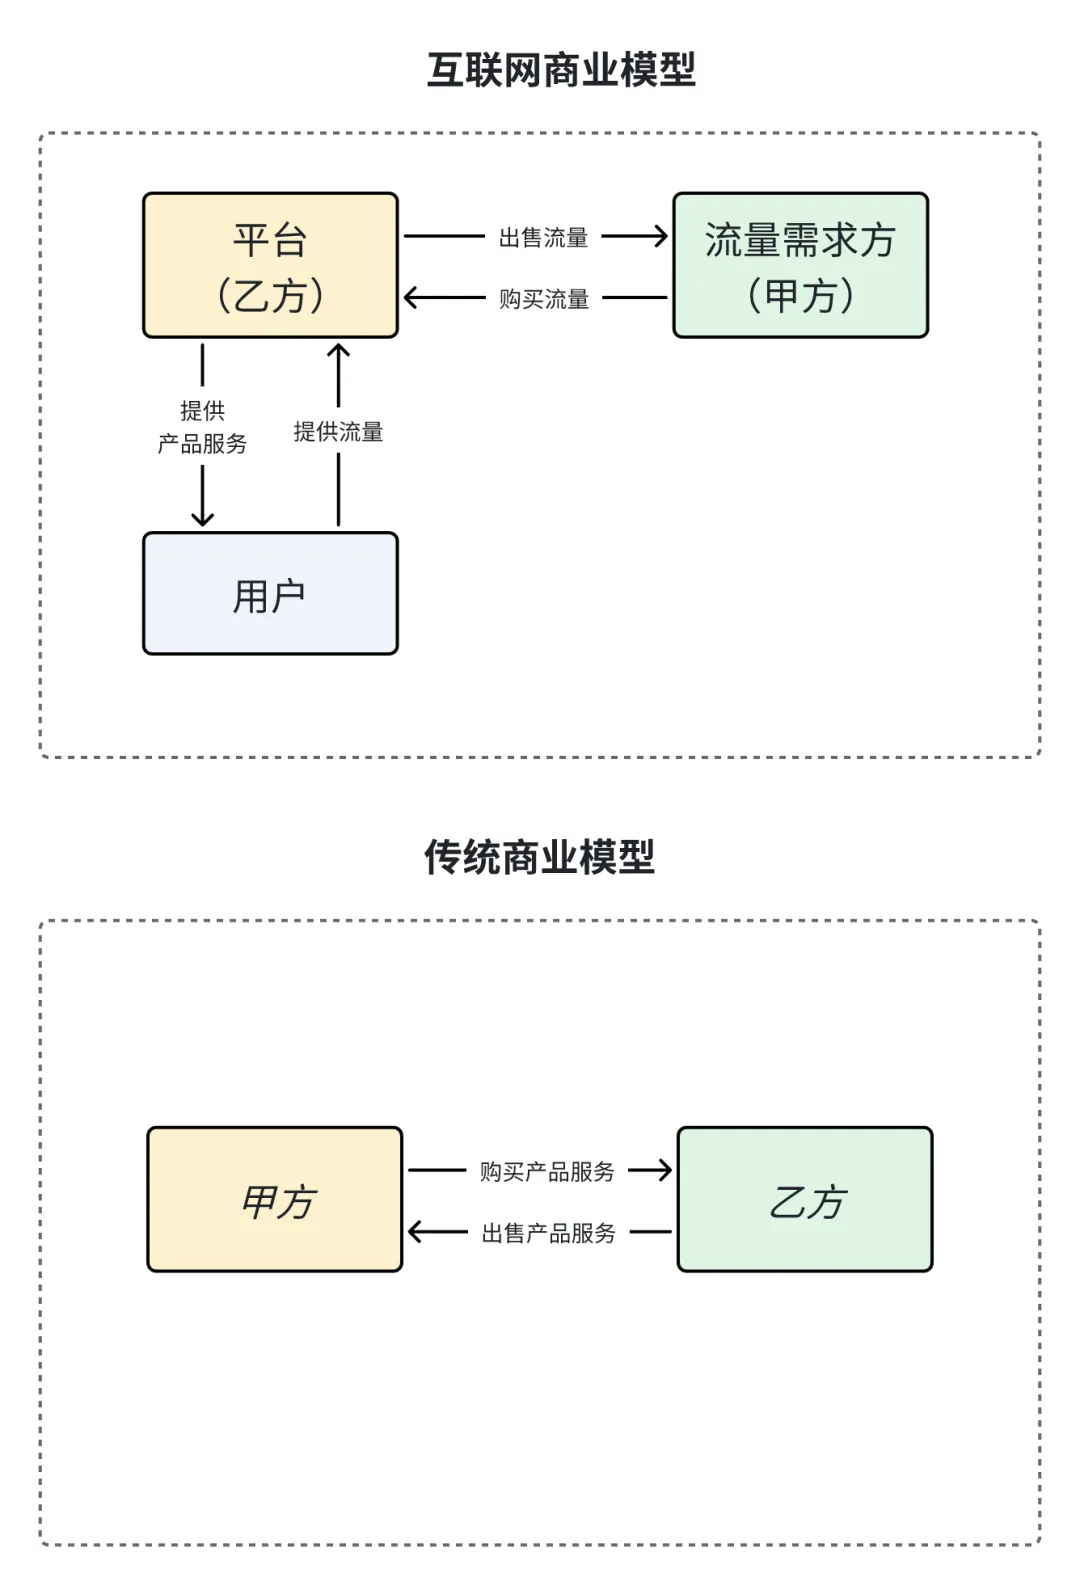 互联网商业模型
平台
（乙方）
出售流量
购买流量
流量需求方
（甲方）
提供
产品服务
提供流量
用户
传统商业模型
甲方
购买产品服务
出售产品服务
乙方